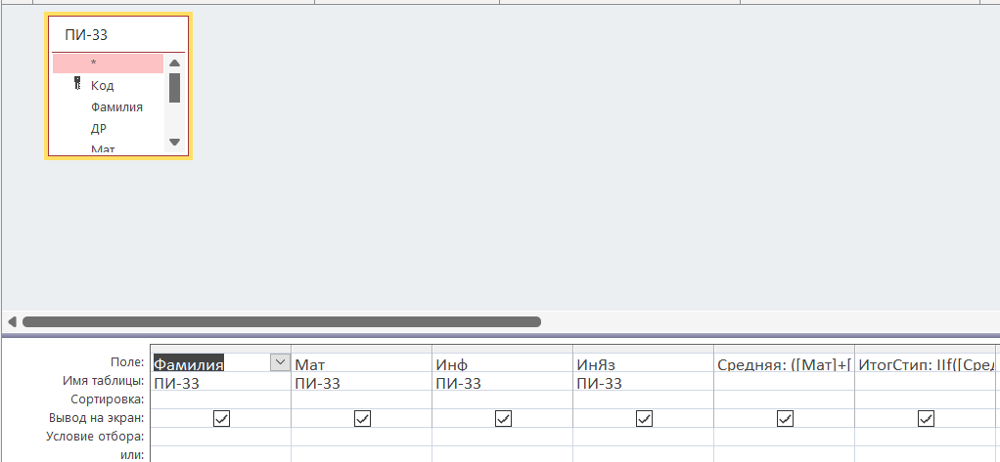 ПИ-33
*
Код
Фамилия
ДР
Мат
Поле: Фамилия Мат Инф ИнЯз Средняя: ([Мат]+[ ИтогСтип: IIf([Сред
Имя таблицы: ПИ-33 ПИ-33 ПИ-33 ПИ-33
Сортировка:
Вывод на экран:
Условие отбора:
или: